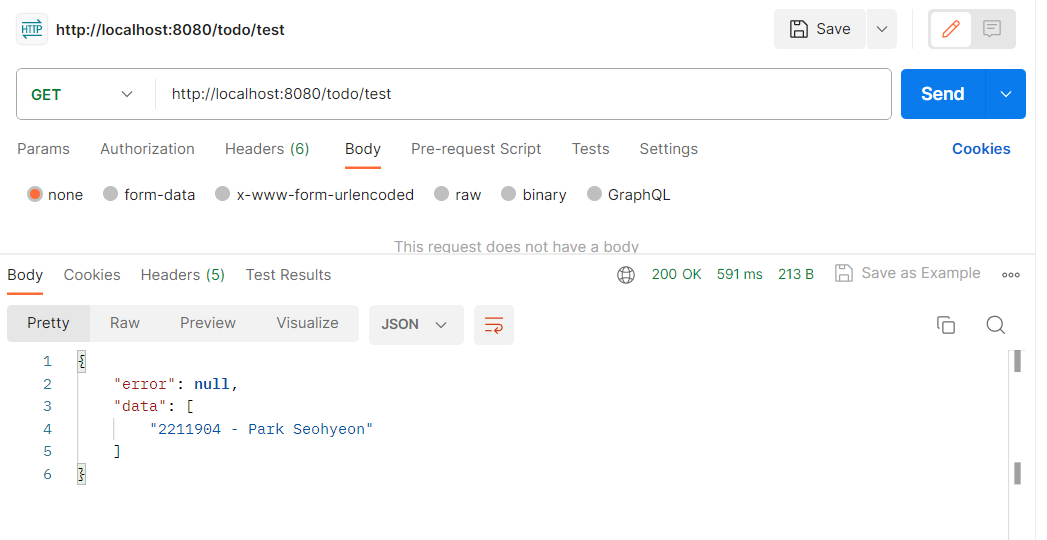 HTTP http://localhost:8080/todo/test Save
GET http://localhost:8080/todo/test Send
Params Authorization Headers (6) Body Pre-request Script Tests Settings Cookies
none form-data x-www-form-urlencoded raw binary GraphQL
This request does not have a body
Body Cookies Headers (5) Test Results 200 OK 591 ms 213 B Save as Example
Pretty Raw Preview Visualize JSON
1 {
2 "error": null,
3 "data": [
4 "2211904 - Park Seohyeon"
5 ]
6 }